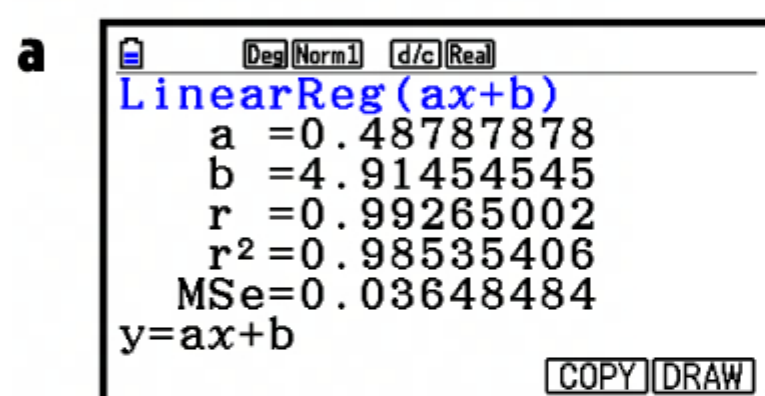 a
Deg Norm1 d/c Real
LinearReg(ax+b)
a =0.48787878
b =4.91454545
r =0.99265002
r²=0.98535406
MSe=0.03648484
y=ax+b
COPY DRAW